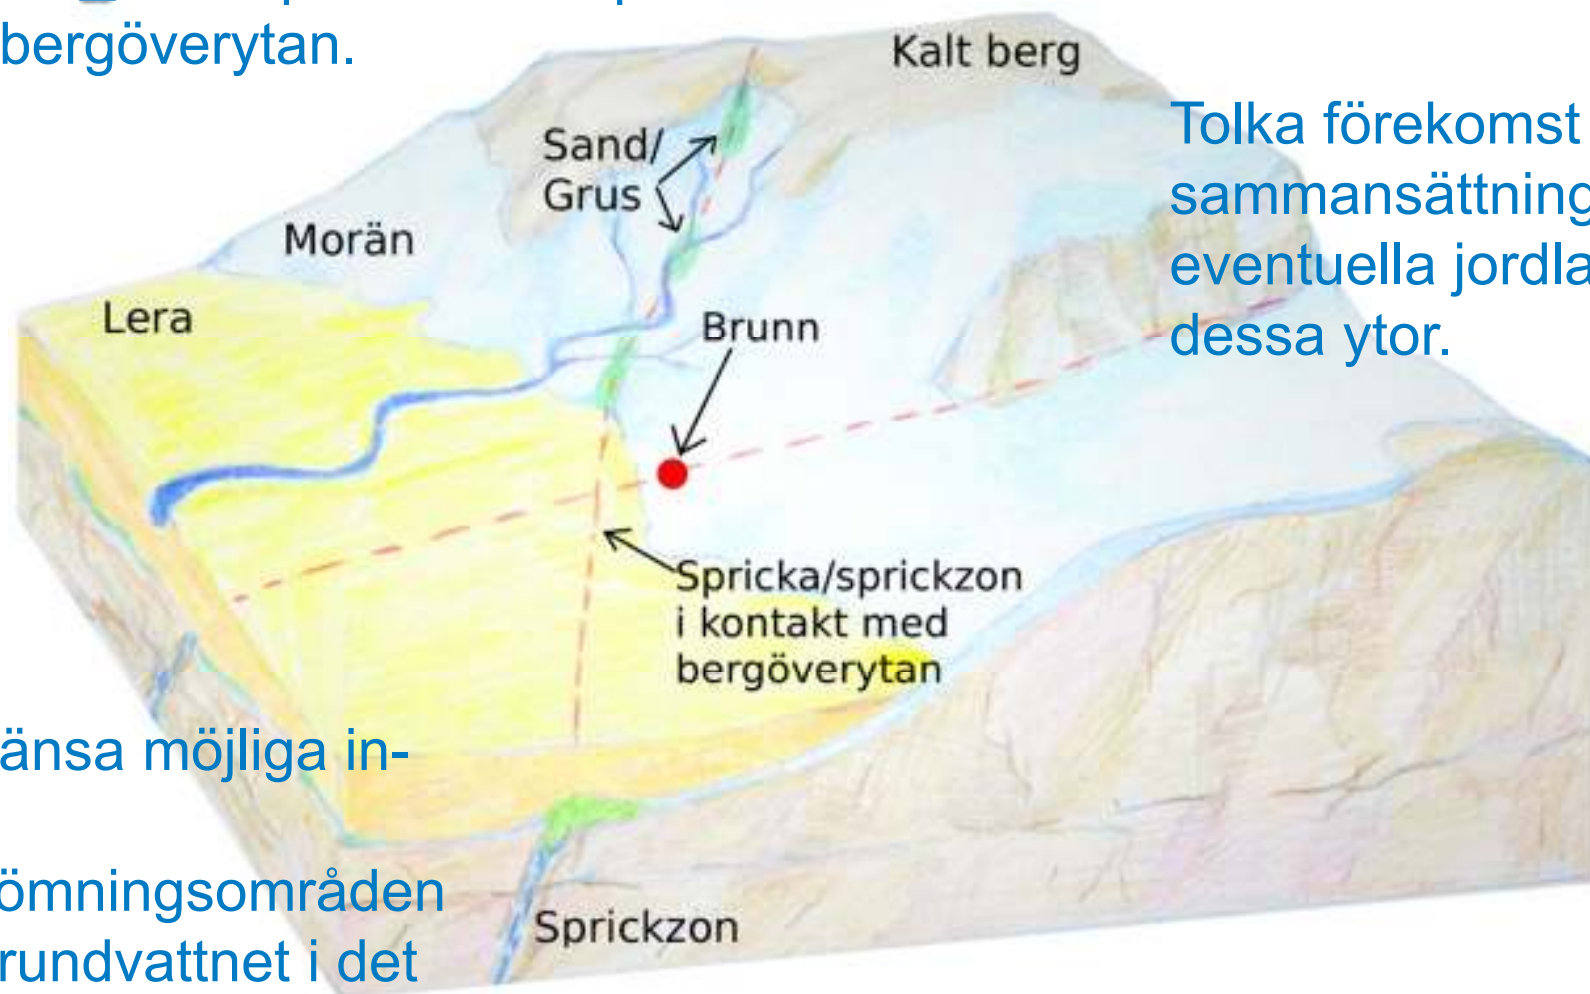 bergöverytan.
Kalt berg
Tolka förekomst
sammansättning
eventuella jordla
dessa ytor.
Sand/
Grus
Morän
Lera
Brunn
Spricka/sprickzon
i kontakt med
bergöverytan
änsa möjliga in-
ömningsområden
rundvattnet i det
Sprickzon